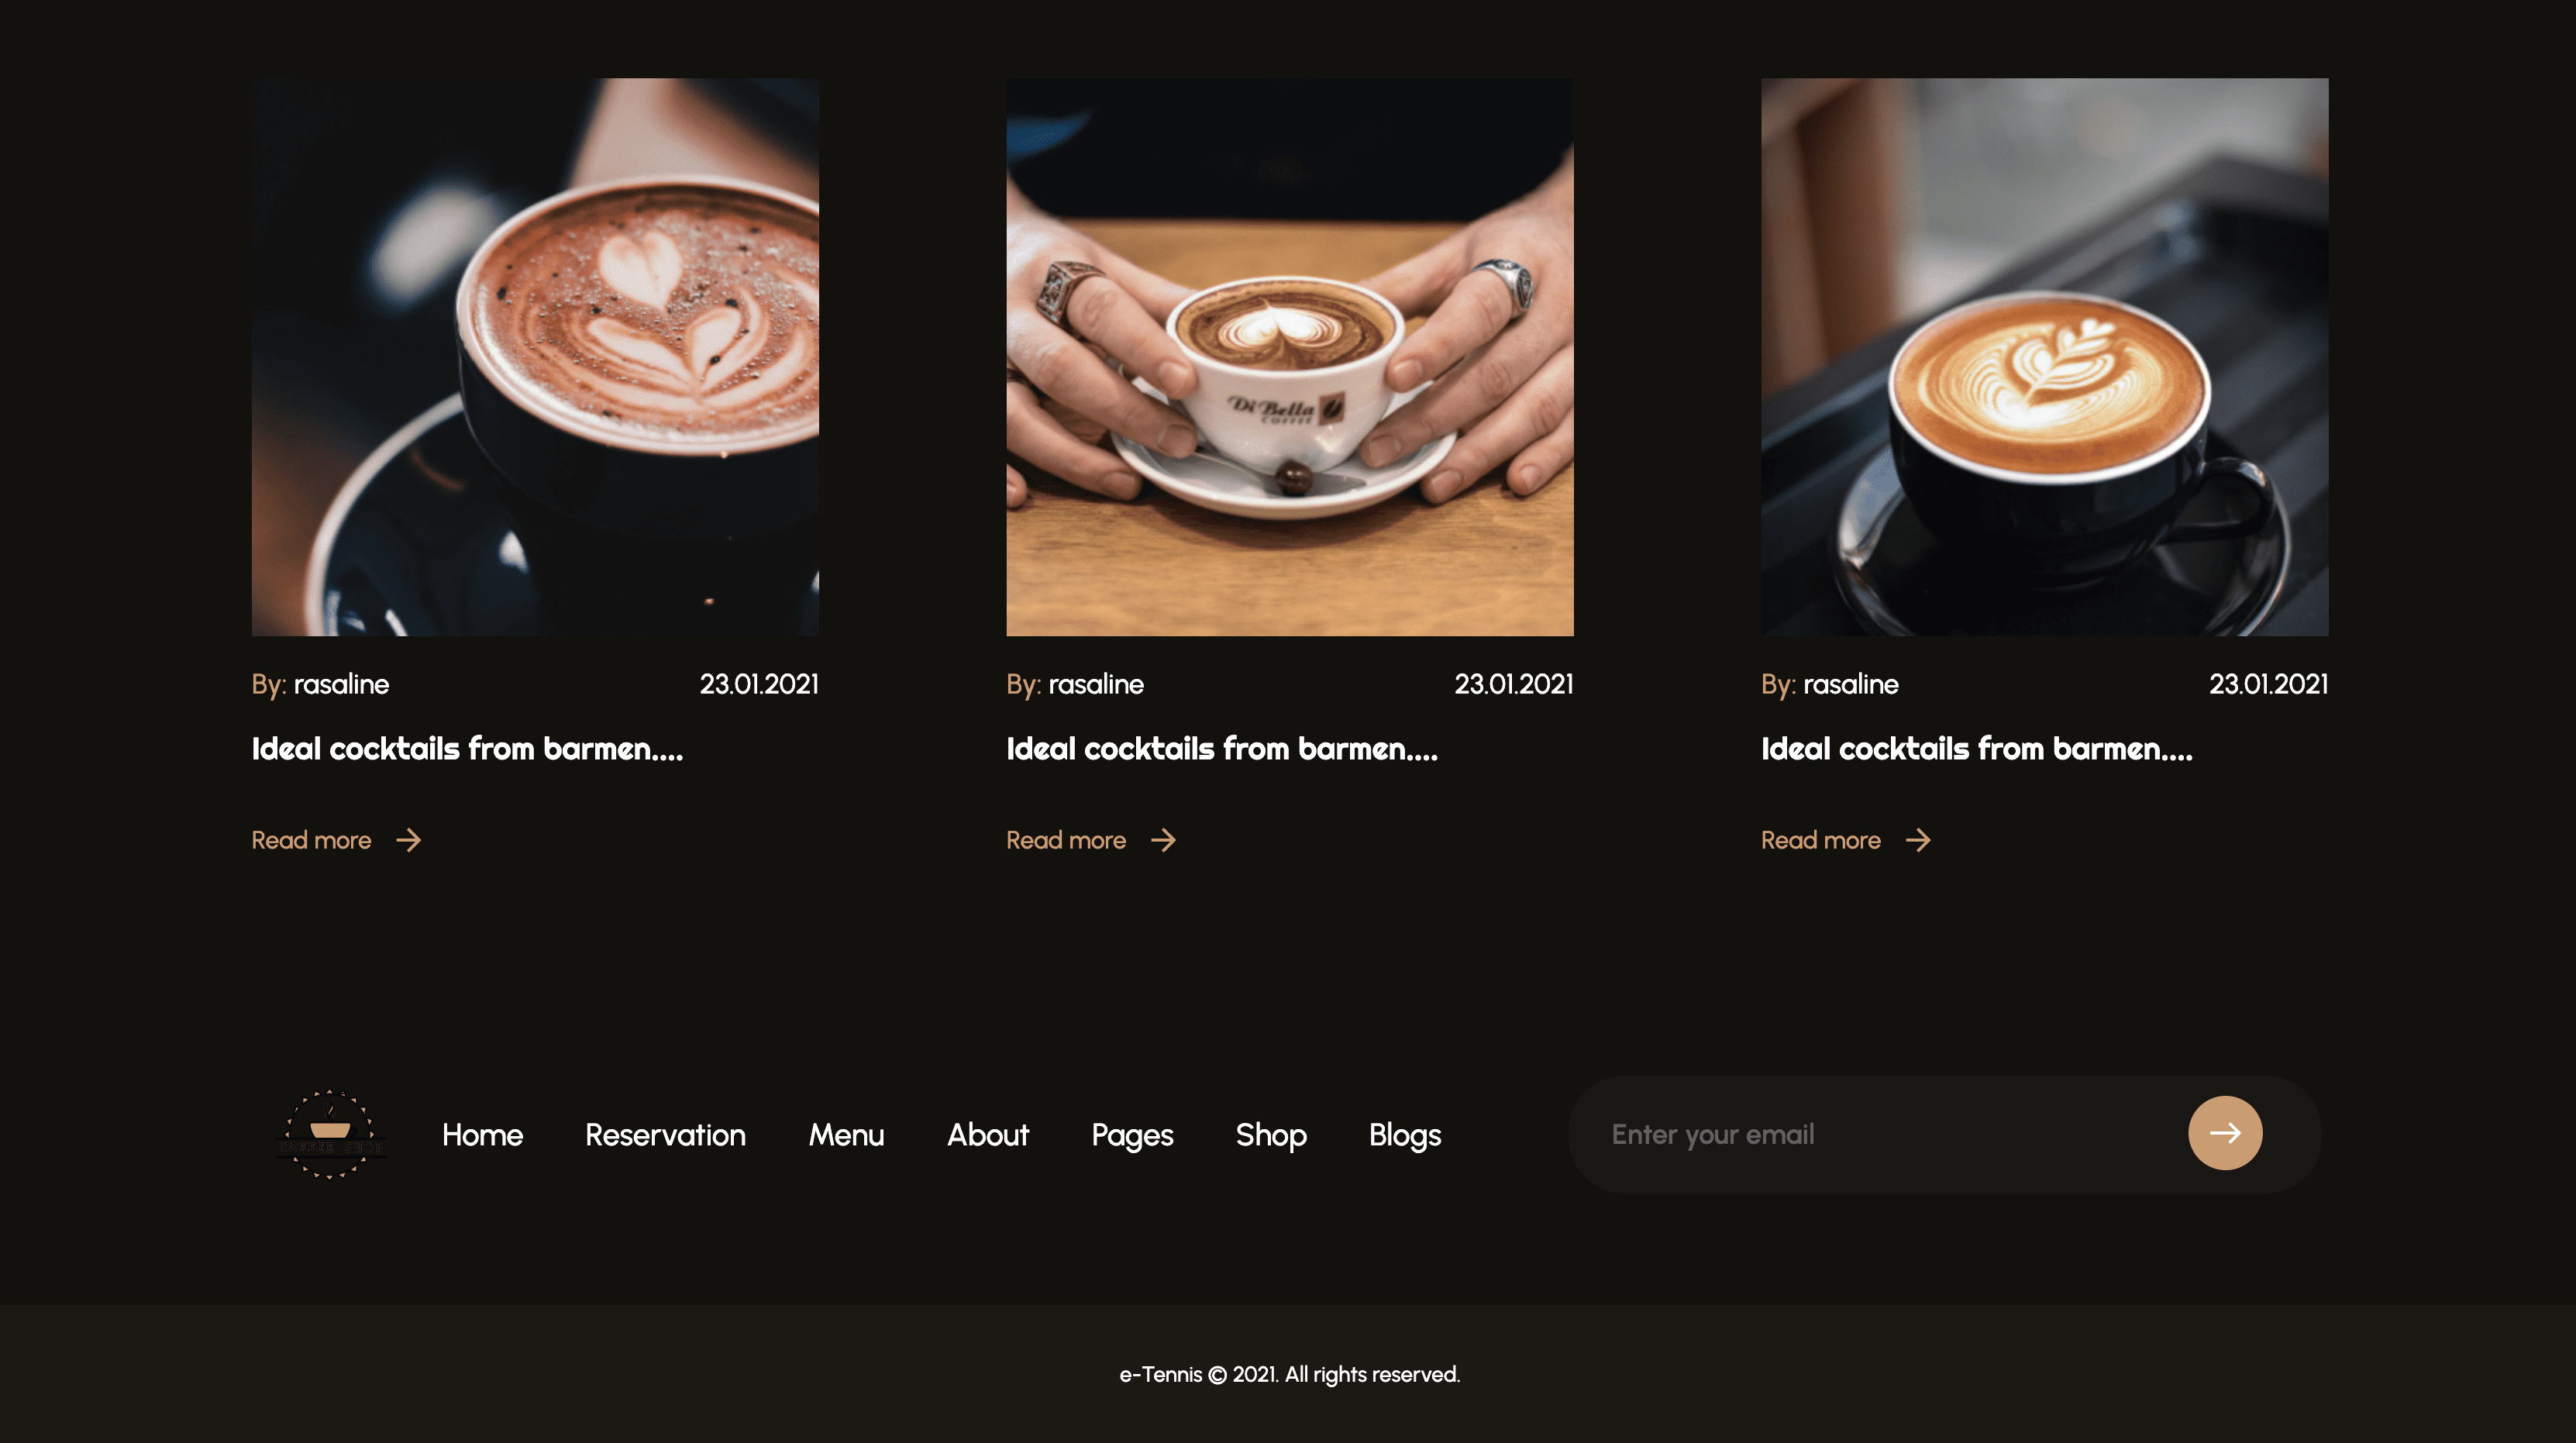 Di Bella
COFFEE
By: rasaline 23.01.2021
Ideal cocktails from barmen....
Read more
By: rasaline 23.01.2021
Ideal cocktails from barmen....
Read more
By: rasaline 23.01.2021
Ideal cocktails from barmen....
Read more
COFFEE SHOP
Home Reservation Menu About Pages Shop Blogs
Enter your email
e-Tennis © 2021. All rights reserved.